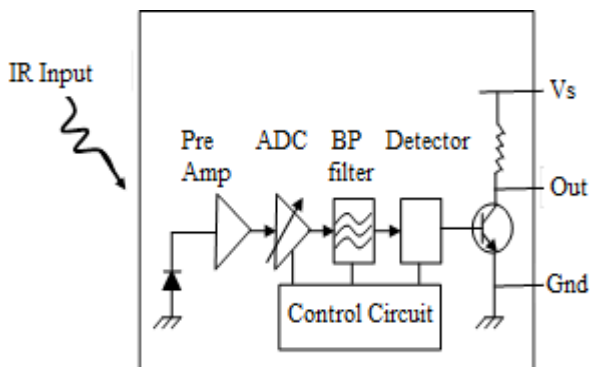 IR Input
Vs
Pre
Amp
ADC
BP
filter
Detector
Out
Gnd
Control Circuit